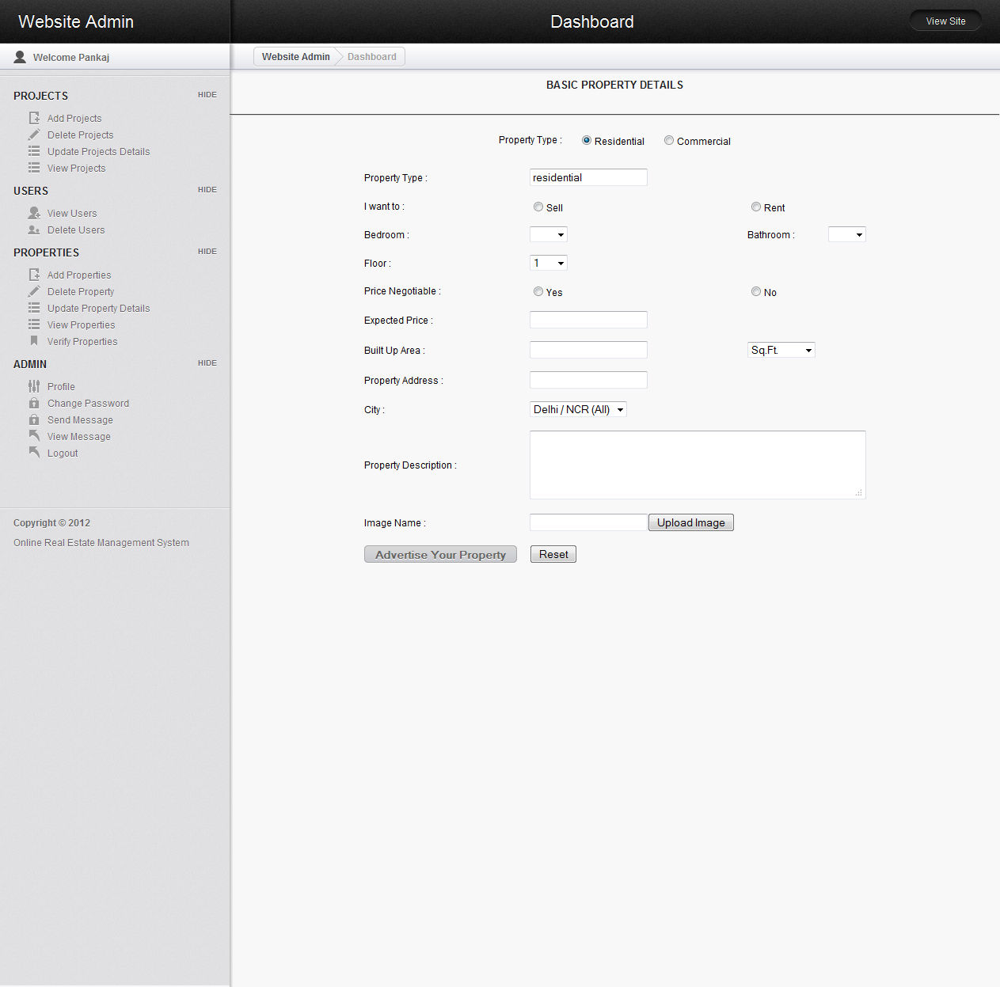 Website Admin
Dashboard
View Site
Welcome Pankaj
Website Admin
Dashboard
PROJECTS
HIDE
Add Projects
Delete Projects
Update Projects Details
View Projects
USERS
HIDE
View Users
Delete Users
PROPERTIES
HIDE
Add Properties
Delete Property
Update Property Details
View Properties
Verify Properties
ADMIN
HIDE
Profile
Change Password
Send Message
View Message
Logout
Copyright © 2012
Online Real Estate Management System
BASIC PROPERTY DETAILS
Property Type : Residential Commercial
Property Type : residential
I want to : Sell Rent
Bedroom : Bathroom :
Floor : 1
Price Negotiable : Yes No
Expected Price :
Built Up Area : Sq.Ft.
Property Address :
City : Delhi / NCR (All)
Property Description :
Image Name : Upload Image
Advertise Your Property Reset